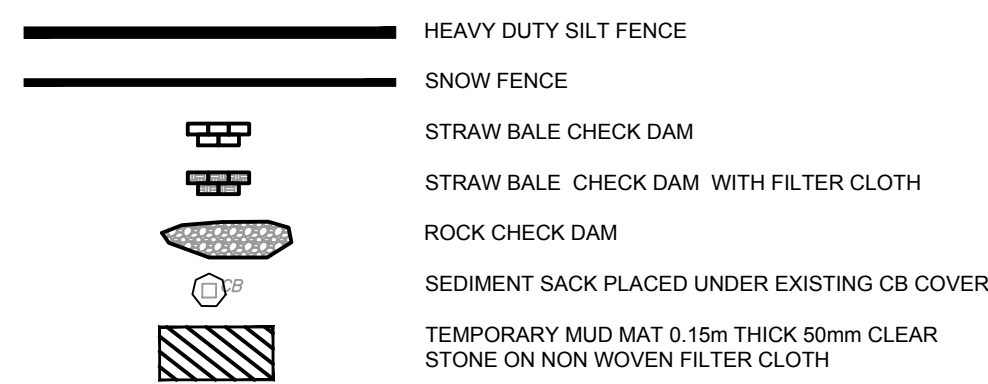 HEAVY DUTY SILT FENCE
SNOW FENCE
STRAW BALE CHECK DAM
STRAW BALE CHECK DAM WITH FILTER CLOTH
ROCK CHECK DAM
CB SEDIMENT SACK PLACED UNDER EXISTING CB COVER
TEMPORARY MUD MAT 0.15m THICK 50mm CLEAR
STONE ON NON WOVEN FILTER CLOTH